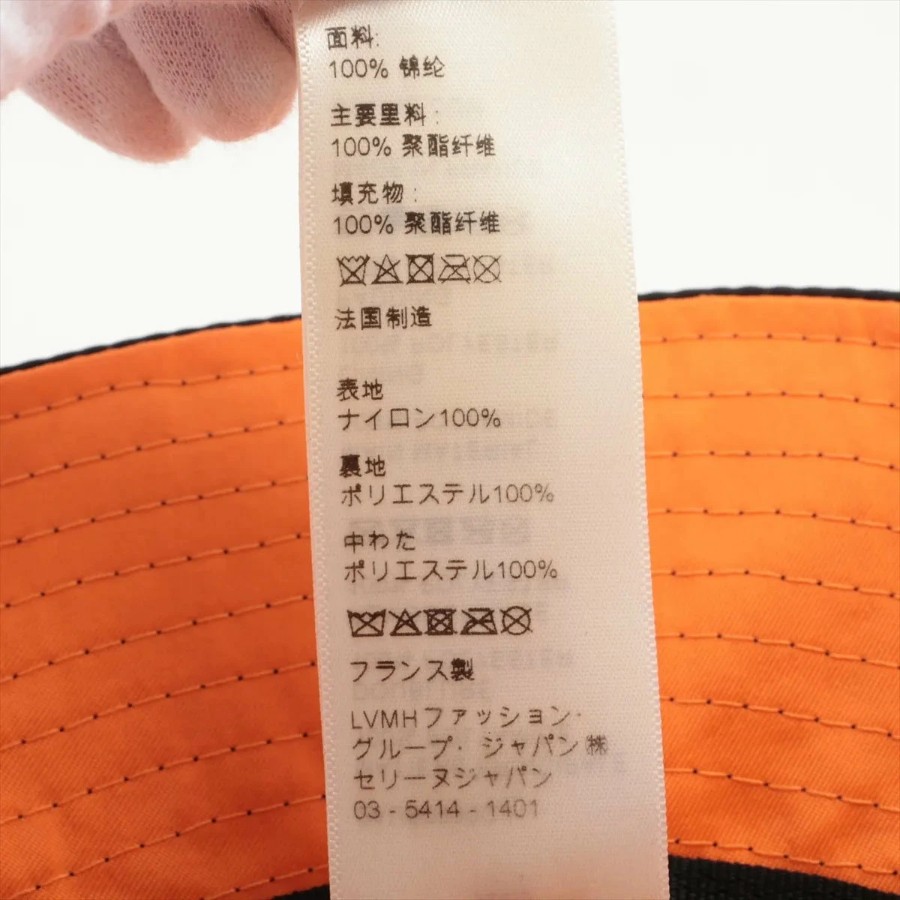 面料:
100% 锦纶
主要里料:
100% 聚酯纤维
填充物:
100% 聚酯纤维
法国制造
表地
ナイロン100%
裏地
ポリエステル100%
中わた
ポリエステル100%
フランス製
LVMHファッション・
グループ・ジャパン㈱
セリーヌジャパン
03 - 5414 - 1401